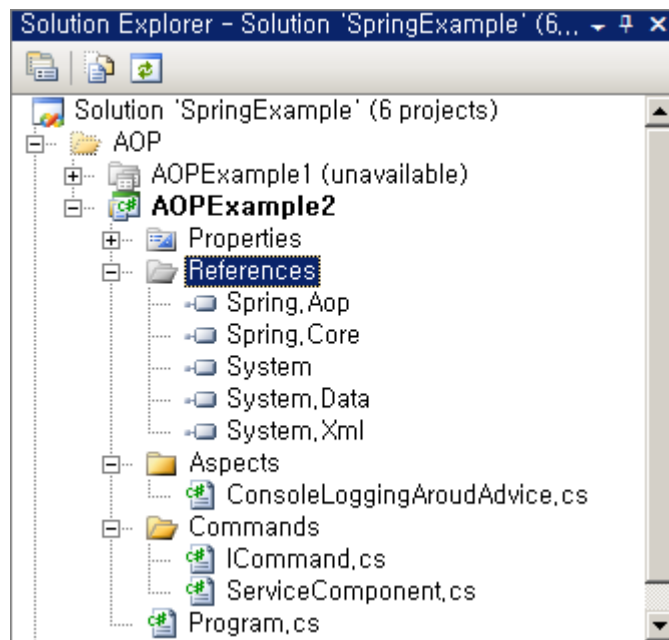 Solution Explorer - Solution 'SpringExample' (6...
Solution 'SpringExample' (6 projects)
AOP
AOPExample1 (unavailable)
AOPExample2
Properties
References
Spring.Aop
Spring.Core
System
System.Data
System.Xml
Aspects
ConsoleLoggingAroudAdvice.cs
Commands
ICommand.cs
ServiceComponent.cs
Program.cs